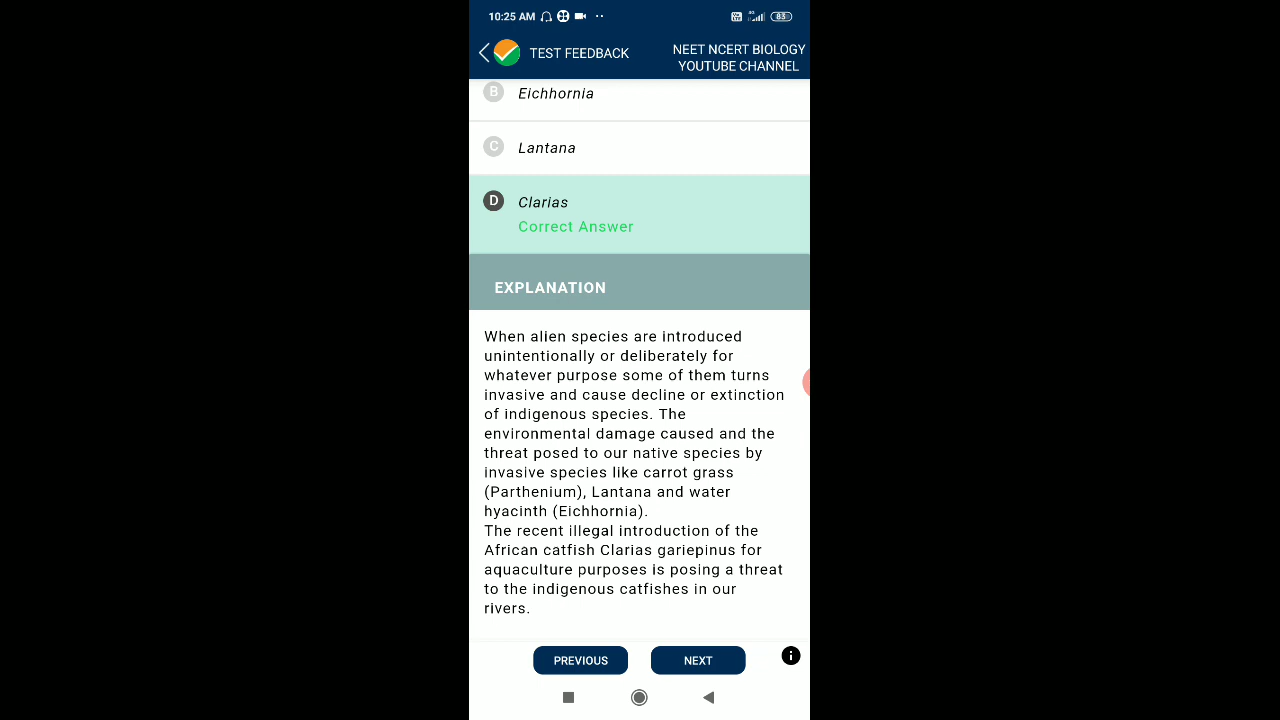 10:25 AM
4G
83
TEST FEEDBACK
NEET NCERT BIOLOGY
YOUTUBE CHANNEL
B Eichhornia
C Lantana
D Clarias
Correct Answer
EXPLANATION
When alien species are introduced
unintentionally or deliberately for
whatever purpose some of them turns
invasive and cause decline or extinction
of indigenous species. The
environmental damage caused and the
threat posed to our native species by
invasive species like carrot grass
(Parthenium), Lantana and water
hyacinth (Eichhornia).
The recent illegal introduction of the
African catfish Clarias gariepinus for
aquaculture purposes is posing a threat
to the indigenous catfishes in our
rivers.
PREVIOUS
NEXT